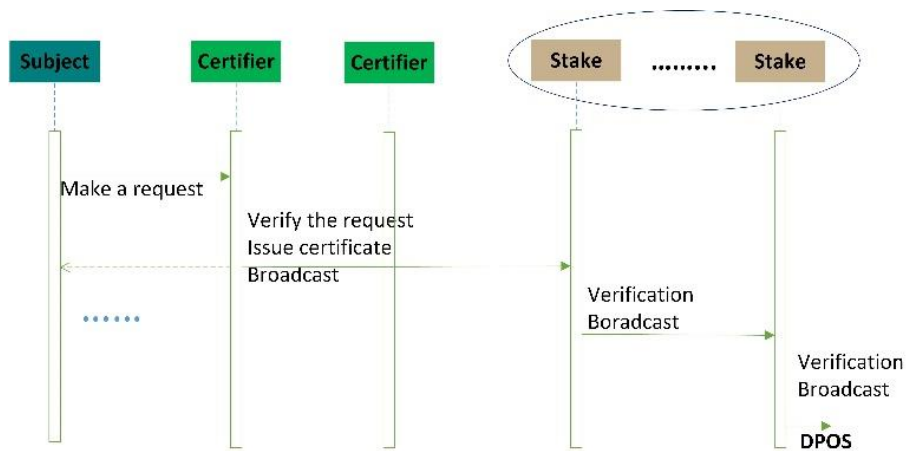 Subject
Certifier
Certifier
Stake
.........
Stake
Make a request
Verify the request
Issue certificate
Broadcast
......
Verification
Boradcast
Verification
Broadcast
DPOS